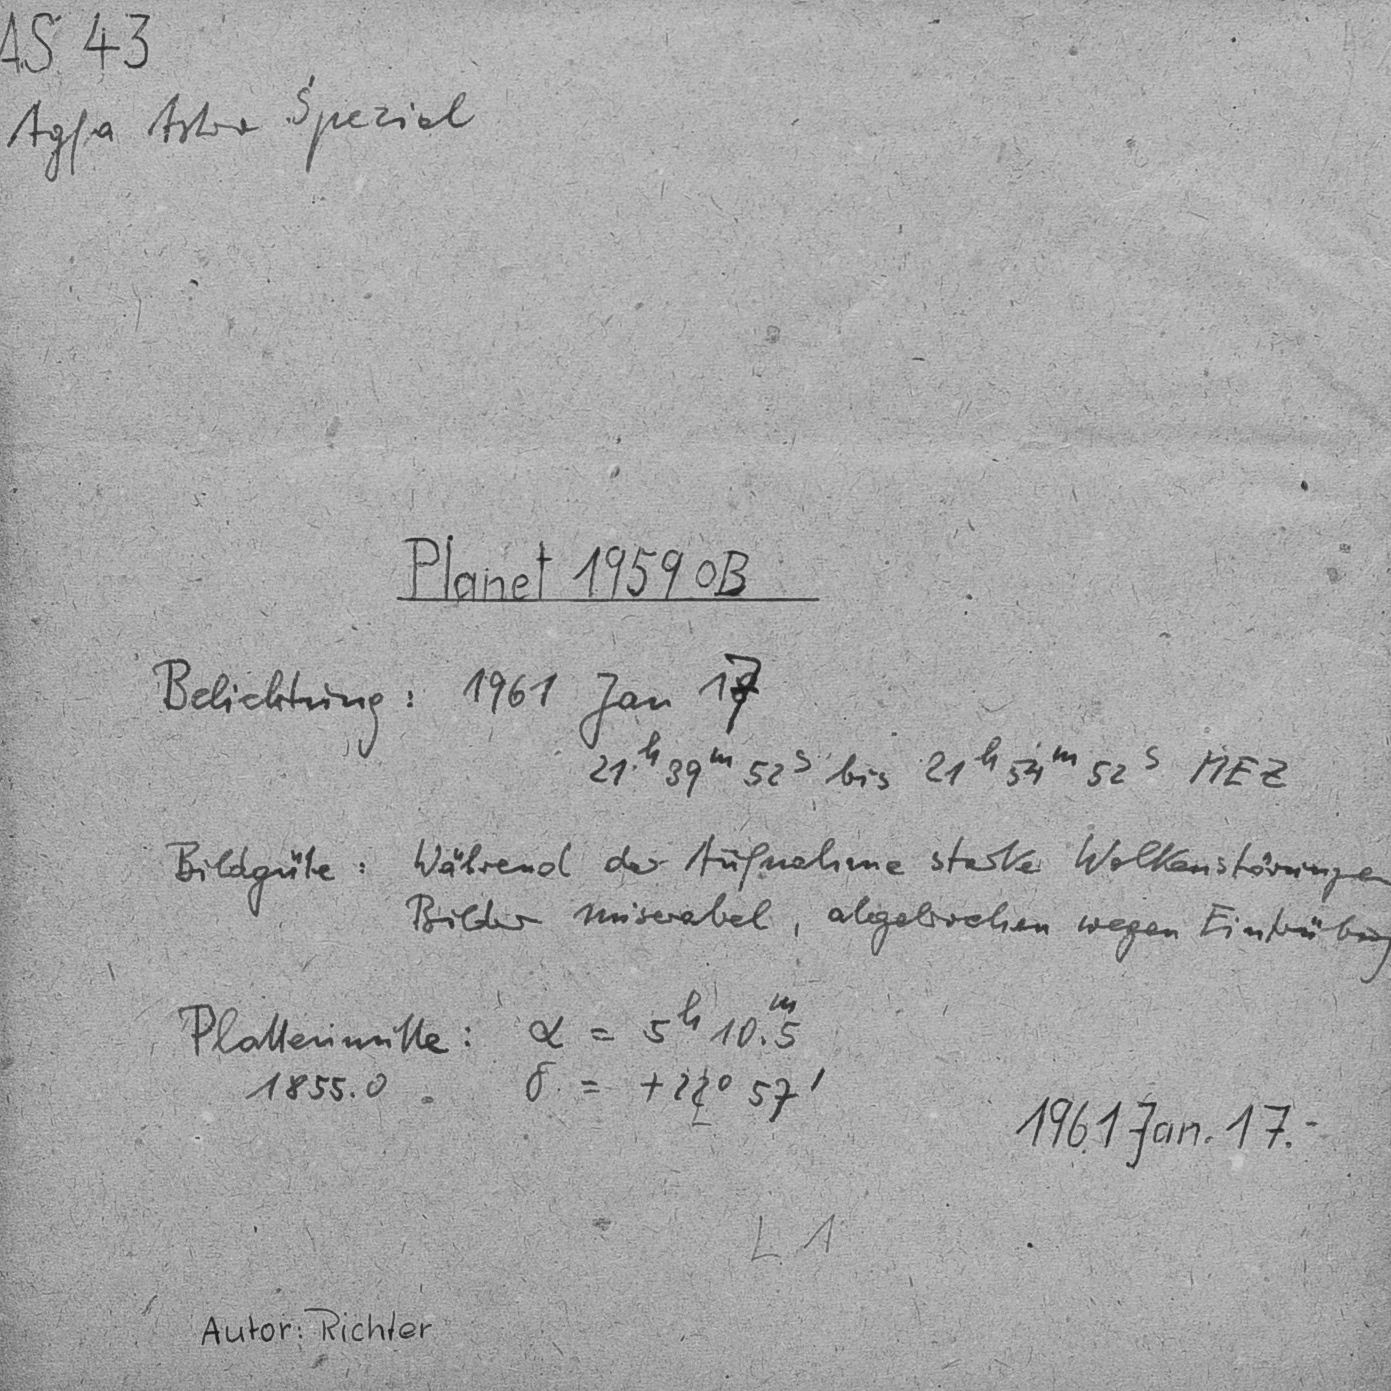 AS 43
Agfa Astro Spezial
Planet 1959 OB
Belichtung: 1961 Jan 17
21h 39m 52s bis 21h 54m 52s MEZ
Bildgüte: Während der Aufnahme starke Wolkenstörungen
Bilder miserabel, abgebrochen wegen Eintrübung
Plattenmitte: α = 5h 10.m5
1855.0 δ = +22° 57'
1961 Jan. 17.-
L 1
Autor: Richter